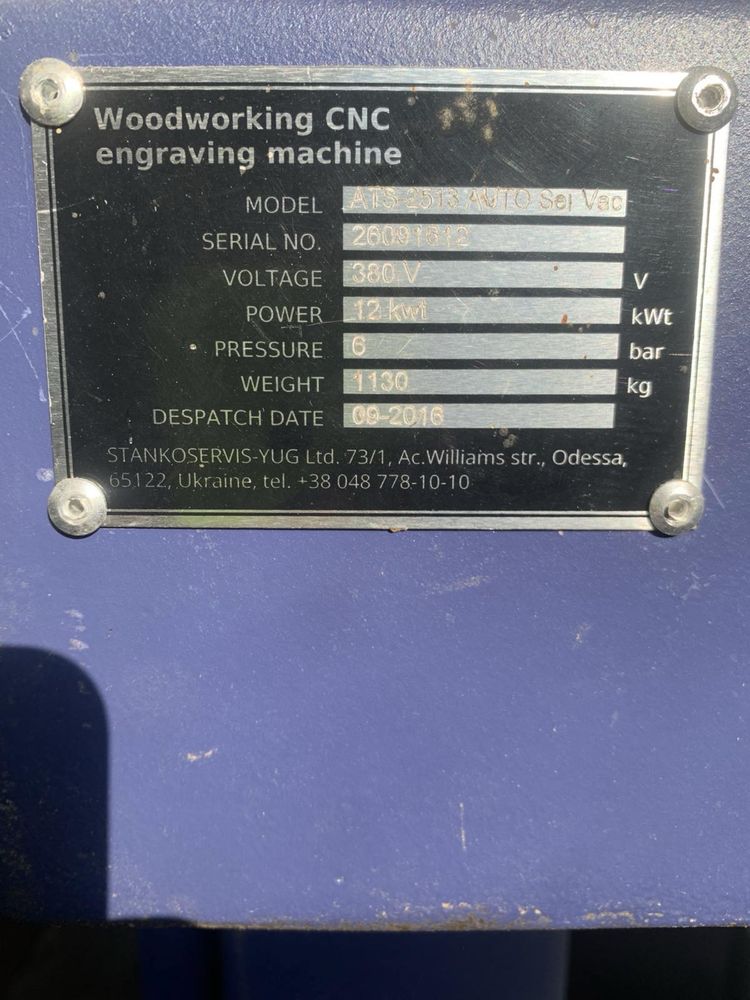 Woodworking CNC
engraving machine
MODEL ATS-2513 AUTO Ser Vac
SERIAL NO. 26091612
VOLTAGE 380 V V
POWER 12 kwt kWt
PRESSURE 6 bar
WEIGHT 1130 kg
DESPATCH DATE 09-2016
STANKOSERVIS-YUG Ltd. 73/1, Ac.Williams str., Odessa,
65122, Ukraine, tel. +38 048 778-10-10